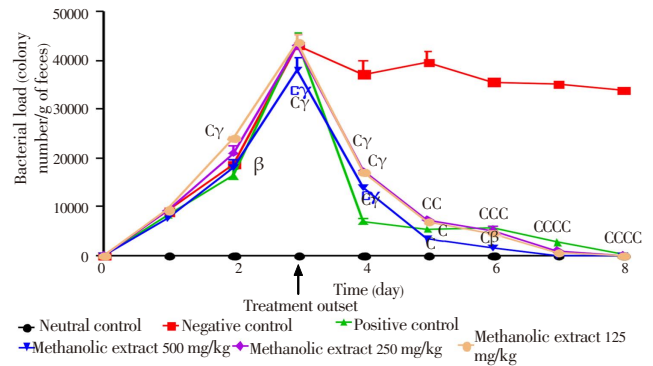 50000
40000
30000
20000
10000
0
Bacterial load (colony
number/g of feces)
Cγ
β
Cγ
Cγ
Cγ
Cγ
Cγ
Cγ
CC
C
C
CCC
Cβ
CCCC
CCCC
0 2 4 6 8
Time (day)
Treatment outset
Neutral control Negative control Positive control
Methanolic extract 500 mg/kg Methanolic extract 250 mg/kg Methanolic extract 125
mg/kg